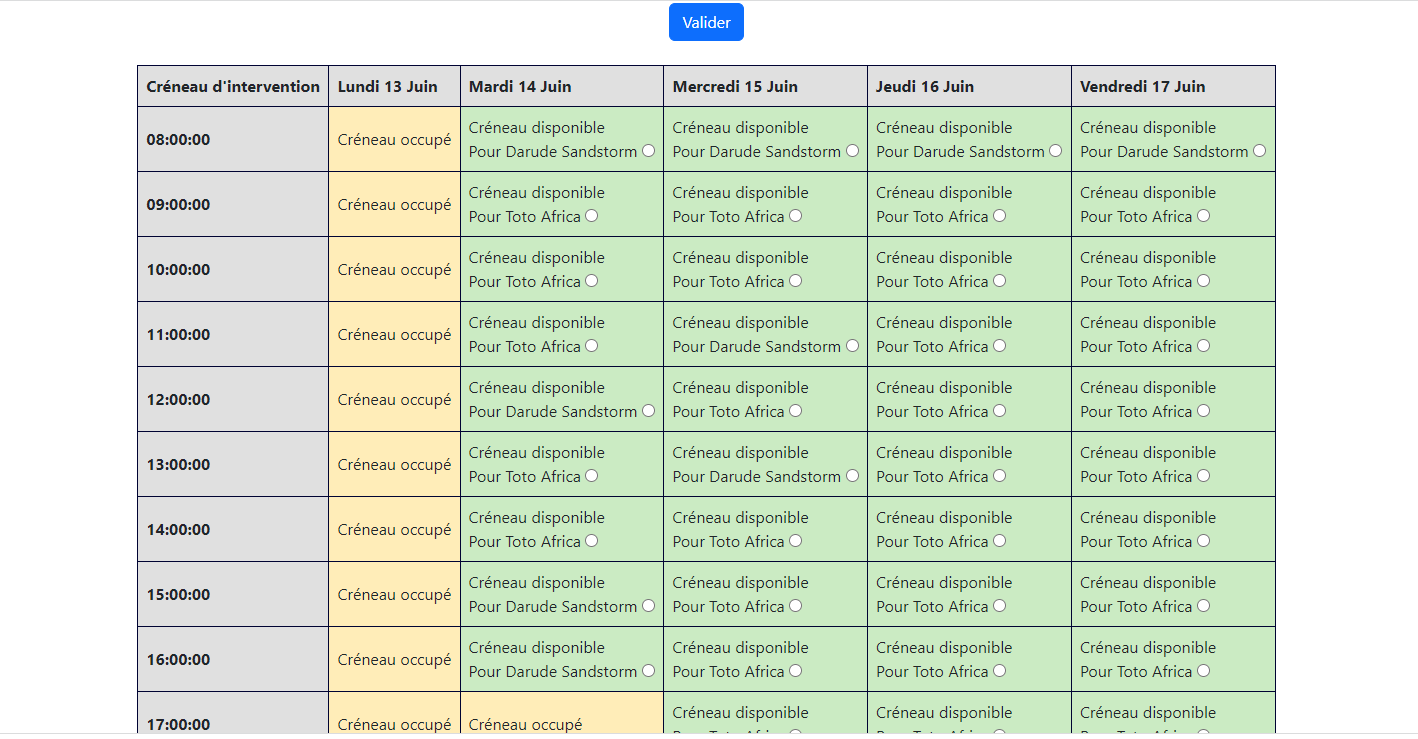 Valider
Créneau d'intervention Lundi 13 Juin Mardi 14 Juin Mercredi 15 Juin Jeudi 16 Juin Vendredi 17 Juin
08:00:00 Créneau occupé Créneau disponible Créneau disponible Créneau disponible Créneau disponible
Pour Darude Sandstorm Pour Darude Sandstorm Pour Darude Sandstorm Pour Darude Sandstorm
09:00:00 Créneau occupé Créneau disponible Créneau disponible Créneau disponible Créneau disponible
Pour Toto Africa Pour Toto Africa Pour Toto Africa Pour Toto Africa
10:00:00 Créneau occupé Créneau disponible Créneau disponible Créneau disponible Créneau disponible
Pour Toto Africa Pour Toto Africa Pour Toto Africa Pour Toto Africa
11:00:00 Créneau occupé Créneau disponible Créneau disponible Créneau disponible Créneau disponible
Pour Toto Africa Pour Darude Sandstorm Pour Toto Africa Pour Toto Africa
12:00:00 Créneau occupé Créneau disponible Créneau disponible Créneau disponible Créneau disponible
Pour Darude Sandstorm Pour Toto Africa Pour Toto Africa Pour Toto Africa
13:00:00 Créneau occupé Créneau disponible Créneau disponible Créneau disponible Créneau disponible
Pour Toto Africa Pour Darude Sandstorm Pour Toto Africa Pour Toto Africa
14:00:00 Créneau occupé Créneau disponible Créneau disponible Créneau disponible Créneau disponible
Pour Toto Africa Pour Toto Africa Pour Toto Africa Pour Toto Africa
15:00:00 Créneau occupé Créneau disponible Créneau disponible Créneau disponible Créneau disponible
Pour Darude Sandstorm Pour Toto Africa Pour Toto Africa Pour Toto Africa
16:00:00 Créneau occupé Créneau disponible Créneau disponible Créneau disponible Créneau disponible
Pour Darude Sandstorm Pour Toto Africa Pour Toto Africa Pour Toto Africa
17:00:00 Créneau occupé Créneau occupé Créneau disponible Créneau disponible Créneau disponible